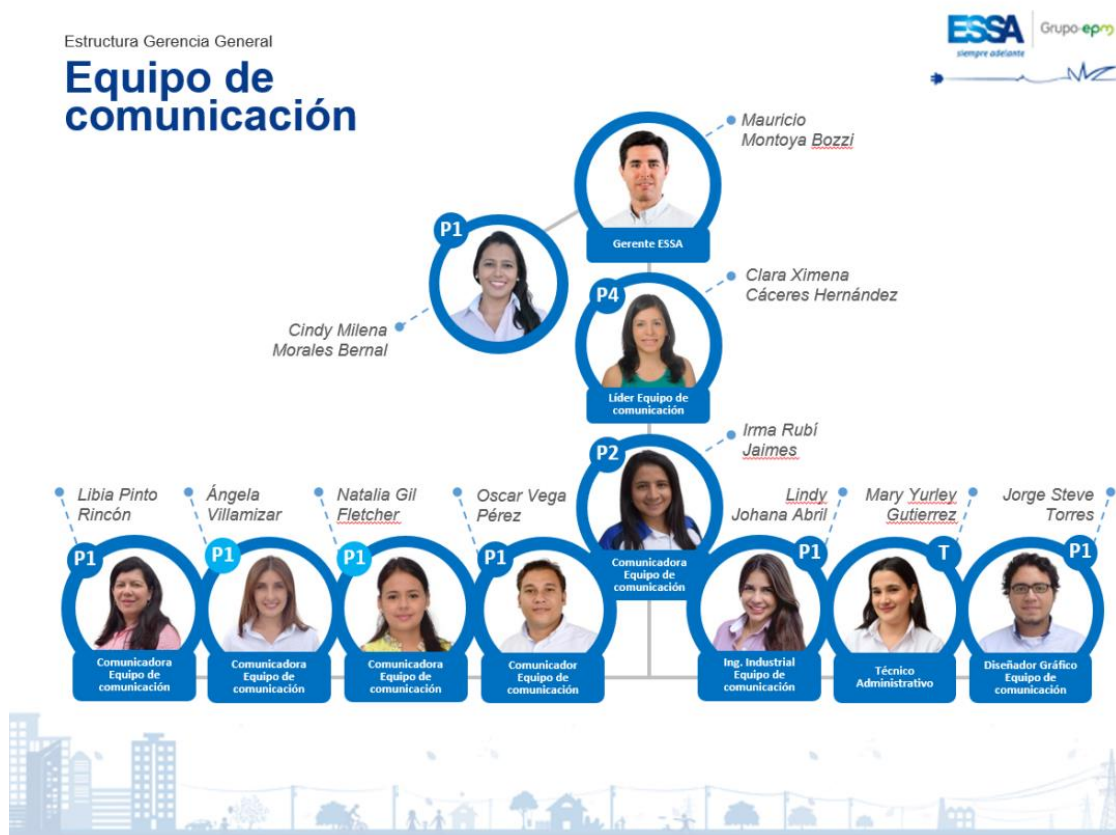 Estructura Gerencia General
Equipo de
comunicación
ESSA
siempre adelante
Grupo·epm
Mauricio
Montoya Bozzi
Gerente ESSA
P1
Cindy Milena
Morales Bernal
P4
Clara Ximena
Cáceres Hernández
Líder Equipo de
comunicación
P2
Irma Rubí
Jaimes
Comunicadora
Equipo de
comunicación
Libia Pinto
Rincón
P1
Comunicadora
Equipo de
comunicación
Ángela
Villamizar
P1
Comunicadora
Equipo de
comunicación
Natalia Gil
Fletcher
P1
Comunicadora
Equipo de
comunicación
Oscar Vega
Pérez
P1
Comunicador
Equipo de
comunicación
Lindy
Johana Abril
P1
Ing. Industrial
Equipo de
comunicación
Mary Yurley
Gutierrez
T
Técnico
Administrativo
Jorge Steve
Torres
P1
Diseñador Gráfico
Equipo de
comunicación